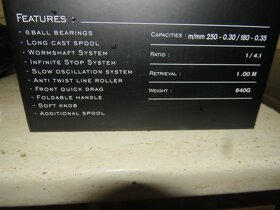 Features :
- 8 Ball Bearings
- Long Cast Spool
- Wormshaft System
- Infinite Stop System
- Slow Oscillation System
- Anti Twist Line Roller
- Front Quick Drag
- Foldable Handle
- Soft Knob
- Additional Spool
Capacities : m/mm 250 - 0.30 / 180 - 0.35
Ratio : 1 / 4.1
Retrieval : 1.00 M
Weight : 640G